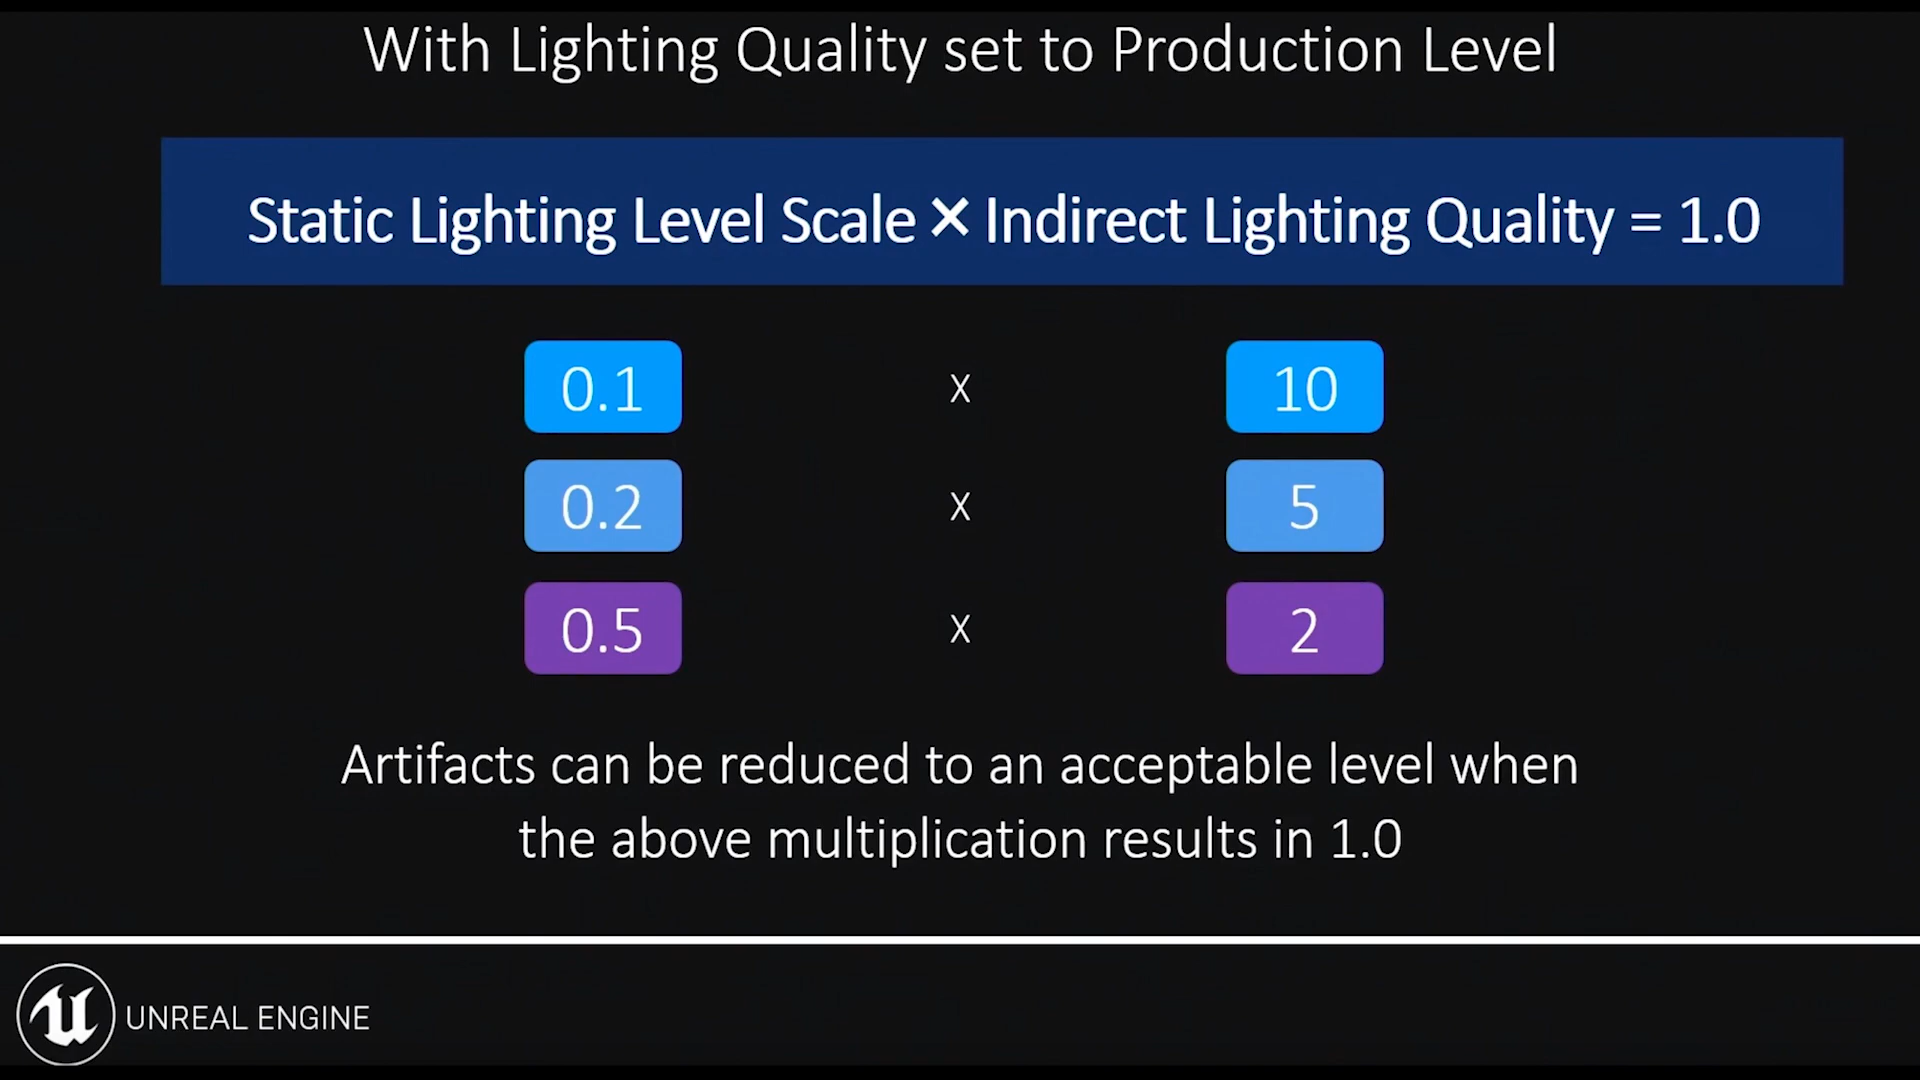 With Lighting Quality set to Production Level
Static Lighting Level Scale × Indirect Lighting Quality = 1.0
0.1 x 10
0.2 x 5
0.5 x 2
Artifacts can be reduced to an acceptable level when
the above multiplication results in 1.0
UNREAL ENGINE